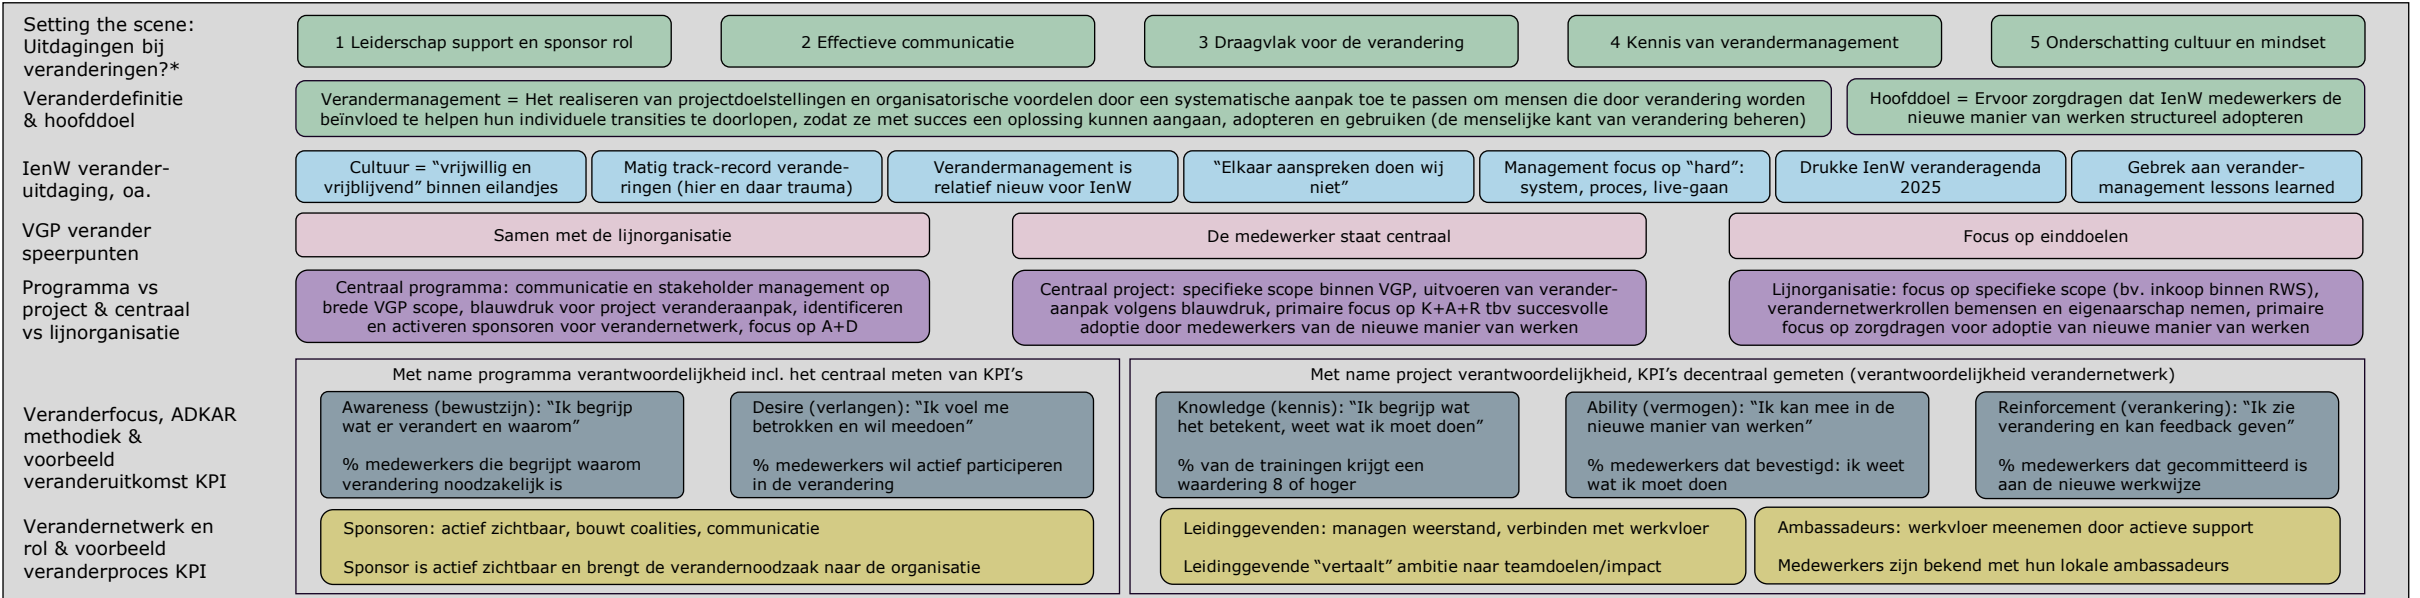 Setting the scene:
Uitdagingen bij
veranderingen?*
1 Leiderschap support en sponsor rol
2 Effectieve communicatie
3 Draagvlak voor de verandering
4 Kennis van verandermanagement
5 Onderschatting cultuur en mindset
Veranderdefinitie
& hoofddoel
Verandermanagement = Het realiseren van projectdoelstellingen en organisatorische voordelen door een systematische aanpak toe te passen om mensen die door verandering worden
beïnvloed te helpen hun individuele transities te doorlopen, zodat ze met succes een oplossing kunnen aangaan, adopteren en gebruiken (de menselijke kant van verandering beheren)
Hoofddoel = Ervoor zorgdragen dat IenW medewerkers de
nieuwe manier van werken structureel adopteren
IenW verander-
uitdaging, oa.
Cultuur = “vrijwillig en
vrijblijvend” binnen eilandjes
Matig track-record verande-
ringen (hier en daar trauma)
Verandermanagement is
relatief nieuw voor IenW
“Elkaar aanspreken doen wij
niet”
Management focus op “hard”:
system, proces, live-gaan
Drukke IenW veranderagenda
2025
Gebrek aan verander-
management lessons learned
VGP verander
speerpunten
Samen met de lijnorganisatie
De medewerker staat centraal
Focus op einddoelen
Programma vs
project & centraal
vs lijnorganisatie
Centraal programma: communicatie en stakeholder management op
brede VGP scope, blauwdruk voor project veranderaanpak, identificeren
en activeren sponsoren voor verandernetwerk, focus op A+D
Centraal project: specifieke scope binnen VGP, uitvoeren van verander-
aanpak volgens blauwdruk, primaire focus op K+A+R tbv succesvolle
adoptie door medewerkers van de nieuwe manier van werken
Lijnorganisatie: focus op specifieke scope (bv. inkoop binnen RWS),
verandernetwerkrollen bemensen en eigenaarschap nemen, primaire
focus op zorgdragen voor adoptie van nieuwe manier van werken
Met name programma verantwoordelijkheid incl. het centraal meten van KPI’s
Met name project verantwoordelijkheid, KPI’s decentraal gemeten (verantwoordelijkheid verandernetwerk)
Veranderfocus, ADKAR
methodiek &
voorbeeld
veranderuitkomst KPI
Awareness (bewustzijn): “Ik begrijp
wat er verandert en waarom”
% medewerkers die begrijpt waarom
verandering noodzakelijk is
Desire (verlangen): “Ik voel me
betrokken en wil meedoen”
% medewerkers wil actief participeren
in de verandering
Knowledge (kennis): “Ik begrijp wat
het betekent, weet wat ik moet doen”
% van de trainingen krijgt een
waardering 8 of hoger
Ability (vermogen): “Ik kan mee in de
nieuwe manier van werken”
% medewerkers dat bevestigd: ik weet
wat ik moet doen
Reinforcement (verankering): “Ik zie
verandering en kan feedback geven”
% medewerkers dat gecommitteerd is
aan de nieuwe werkwijze
Verandernetwerk en
rol & voorbeeld
veranderproces KPI
Sponsoren: actief zichtbaar, bouwt coalities, communicatie
Sponsor is actief zichtbaar en brengt de verandernoodzaak naar de organisatie
Leidinggevenden: managen weerstand, verbinden met werkvloer
Leidinggevende “vertaalt” ambitie naar teamdoelen/impact
Ambassadeurs: werkvloer meenemen door actieve support
Medewerkers zijn bekend met hun lokale ambassadeurs